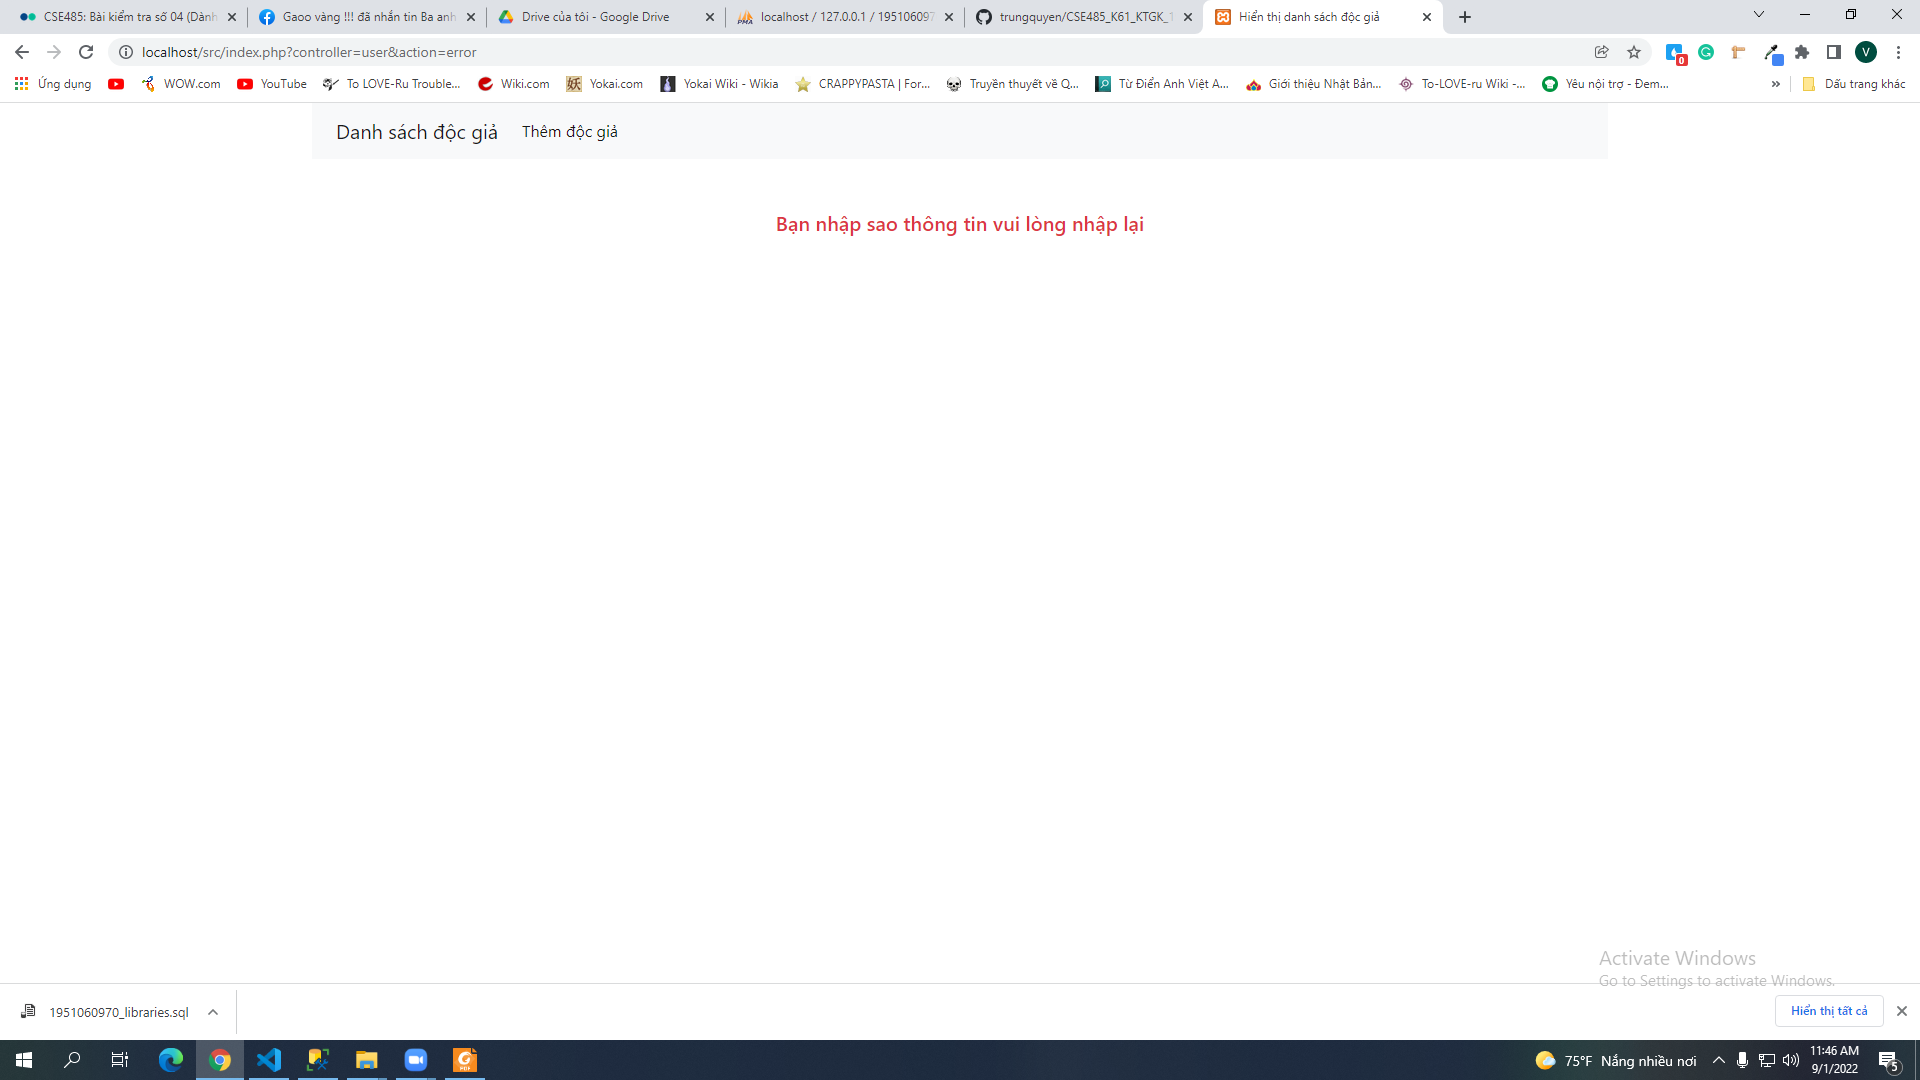 CSE485: Bài kiểm tra số 04 (Dành
Gaoo vàng !!! đã nhắn tin Ba anh
Drive của tôi - Google Drive
localhost / 127.0.0.1 / 195106097
trungquyen/CSE485_K61_KTGK_1
Hiển thị danh sách độc giả
localhost/src/index.php?controller=user&action=error
0
V
Ứng dụng
WOW.com
YouTube
To LOVE-Ru Trouble...
Wiki.com
妖
Yokai.com
Yokai Wiki - Wikia
CRAPPYPASTA | For...
Truyền thuyết về Q...
Từ Điển Anh Việt A...
Giới thiệu Nhật Bản...
To-LOVE-ru Wiki -...
Yêu nội trợ - Đem...
»
Dấu trang khác
Danh sách độc giả
Thêm độc giả
Bạn nhập sao thông tin vui lòng nhập lại
Activate Windows
Go to Settings to activate Windows.
1951060970_libraries.sql
Hiển thị tất cả
75°F Nắng nhiều nơi
11:46 AM
9/1/2022
5